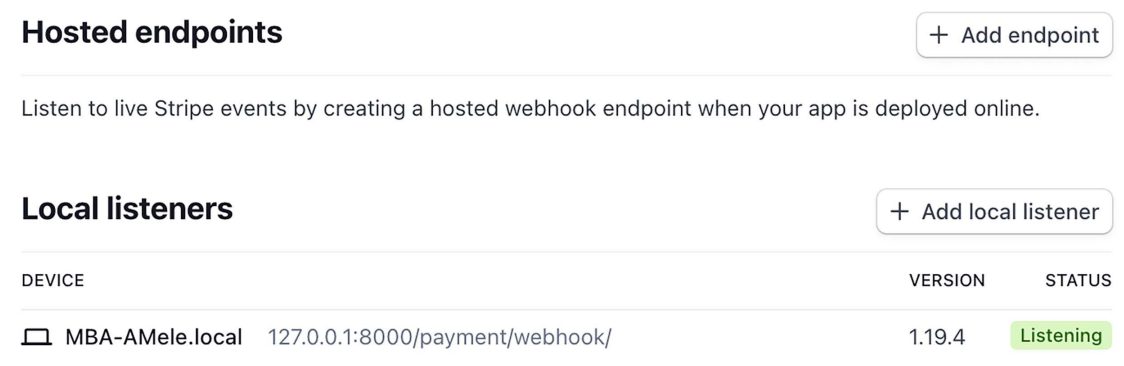 Hosted endpoints
+ Add endpoint
Listen to live Stripe events by creating a hosted webhook endpoint when your app is deployed online.
Local listeners
+ Add local listener
DEVICE VERSION STATUS
MBA-AMele.local 127.0.0.1:8000/payment/webhook/ 1.19.4 Listening